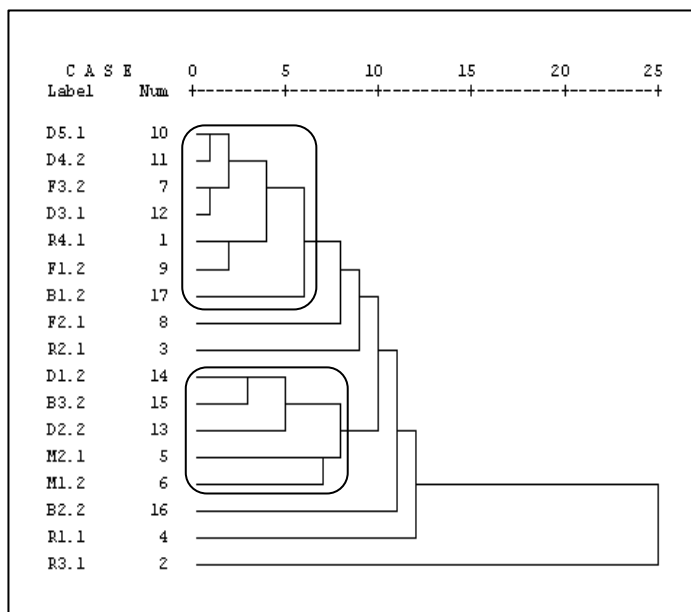 C A S E 0 5 10 15 20 25
Label Num +---------+---------+---------+---------+---------+
D5.1 10
D4.2 11
F3.2 7
D3.1 12
R4.1 1
F1.2 9
B1.2 17
F2.1 8
R2.1 3
D1.2 14
B3.2 15
D2.2 13
M2.1 5
M1.2 6
B2.2 16
R1.1 4
R3.1 2